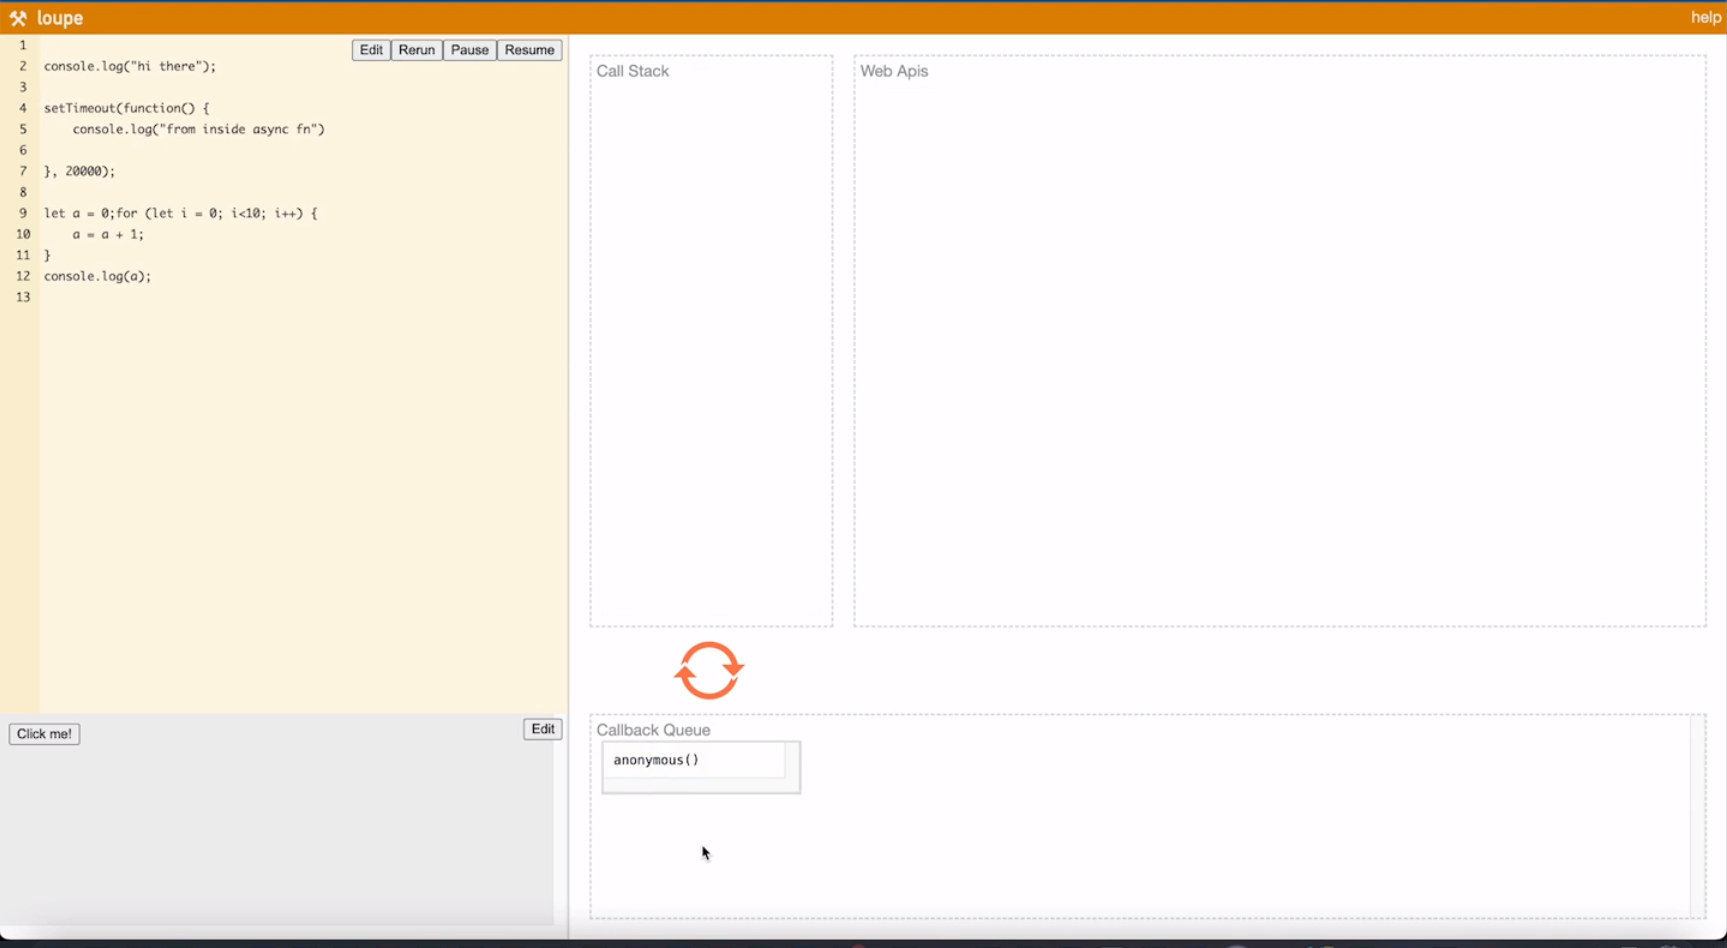 loupe
help
Edit Rerun Pause Resume
1
2 console.log("hi there");
3
4 setTimeout(function() {
5 console.log("from inside async fn")
6
7 }, 20000);
8
9 let a = 0;for (let i = 0; i<10; i++) {
10 a = a + 1;
11 }
12 console.log(a);
13
Click me!
Edit
Call Stack
Web Apis
Callback Queue
anonymous()